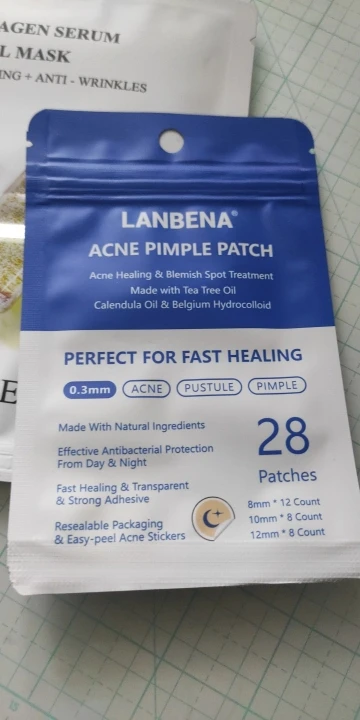 AGEN SERUM
L MASK
ING + ANTI - WRINKLES
LANBENA®
ACNE PIMPLE PATCH
Acne Healing & Blemish Spot Treatment
Made with Tea Tree Oil
Calendula Oil & Belgium Hydrocolloid
PERFECT FOR FAST HEALING
0.3mm ACNE PUSTULE PIMPLE
Made With Natural Ingredients
Effective Antibacterial Protection
From Day & Night
Fast Healing & Transparent
& Strong Adhesive
Resealable Packaging
& Easy-peel Acne Stickers
28
Patches
8mm * 12 Count
10mm * 8 Count
12mm * 8 Count
E